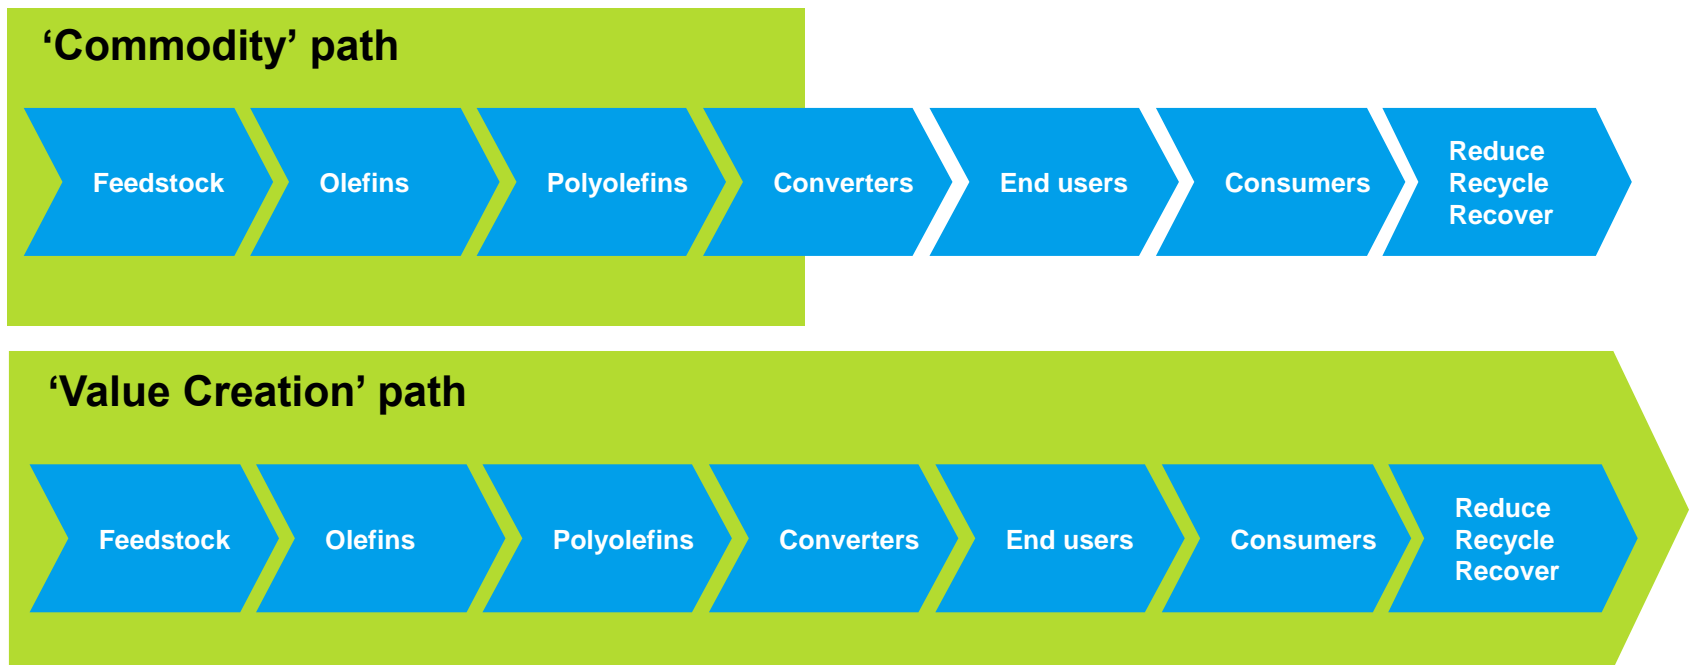 ‘Commodity’ path
Feedstock
Olefins
Polyolefins
Converters
End users
Consumers
Reduce
Recycle
Recover
‘Value Creation’ path
Feedstock
Olefins
Polyolefins
Converters
End users
Consumers
Reduce
Recycle
Recover